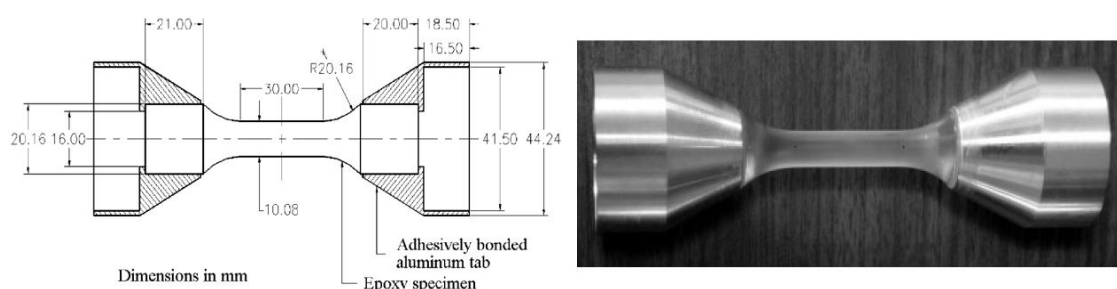 21.00
20.00
18.50
16.50
R20.16
30.00
20.16
16.00
41.50
44.24
10.08
Adhesively bonded
aluminum tab
Dimensions in mm
Epoxy specimen